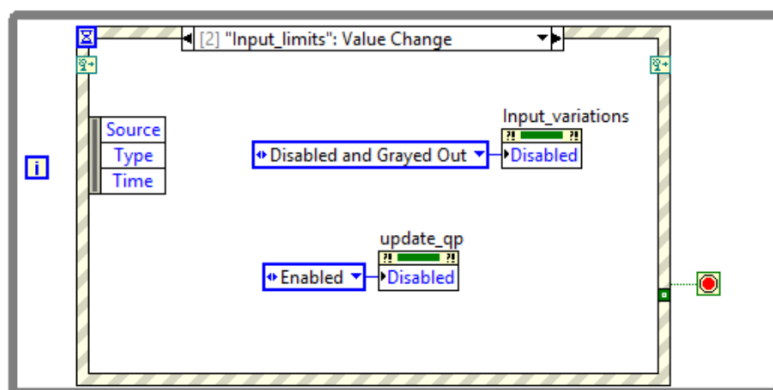 [2] "Input_limits": Value Change
Input_variations
Source
Disabled and Grayed Out
Disabled
Type
Time
update_qp
Enabled
Disabled
i